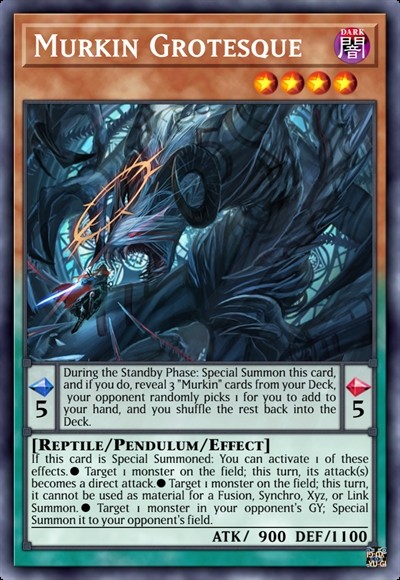 Murkin Grotesque
DARK
闇
During the Standby Phase: Special Summon this card,
and if you do, reveal 3 "Murkin" cards from your Deck,
your opponent randomly picks 1 for you to add to
your hand, and you shuffle the rest back into the
Deck.
5
5
[Reptile/Pendulum/Effect]
If this card is Special Summoned: You can activate 1 of these
effects.● Target 1 monster on the field; this turn, its attack(s)
becomes a direct attack.● Target 1 monster on the field; this turn,
it cannot be used as material for a Fusion, Synchro, Xyz, or Link
Summon.● Target 1 monster in your opponent's GY; Special
Summon it to your opponent's field.
ATK/ 900 DEF/1100